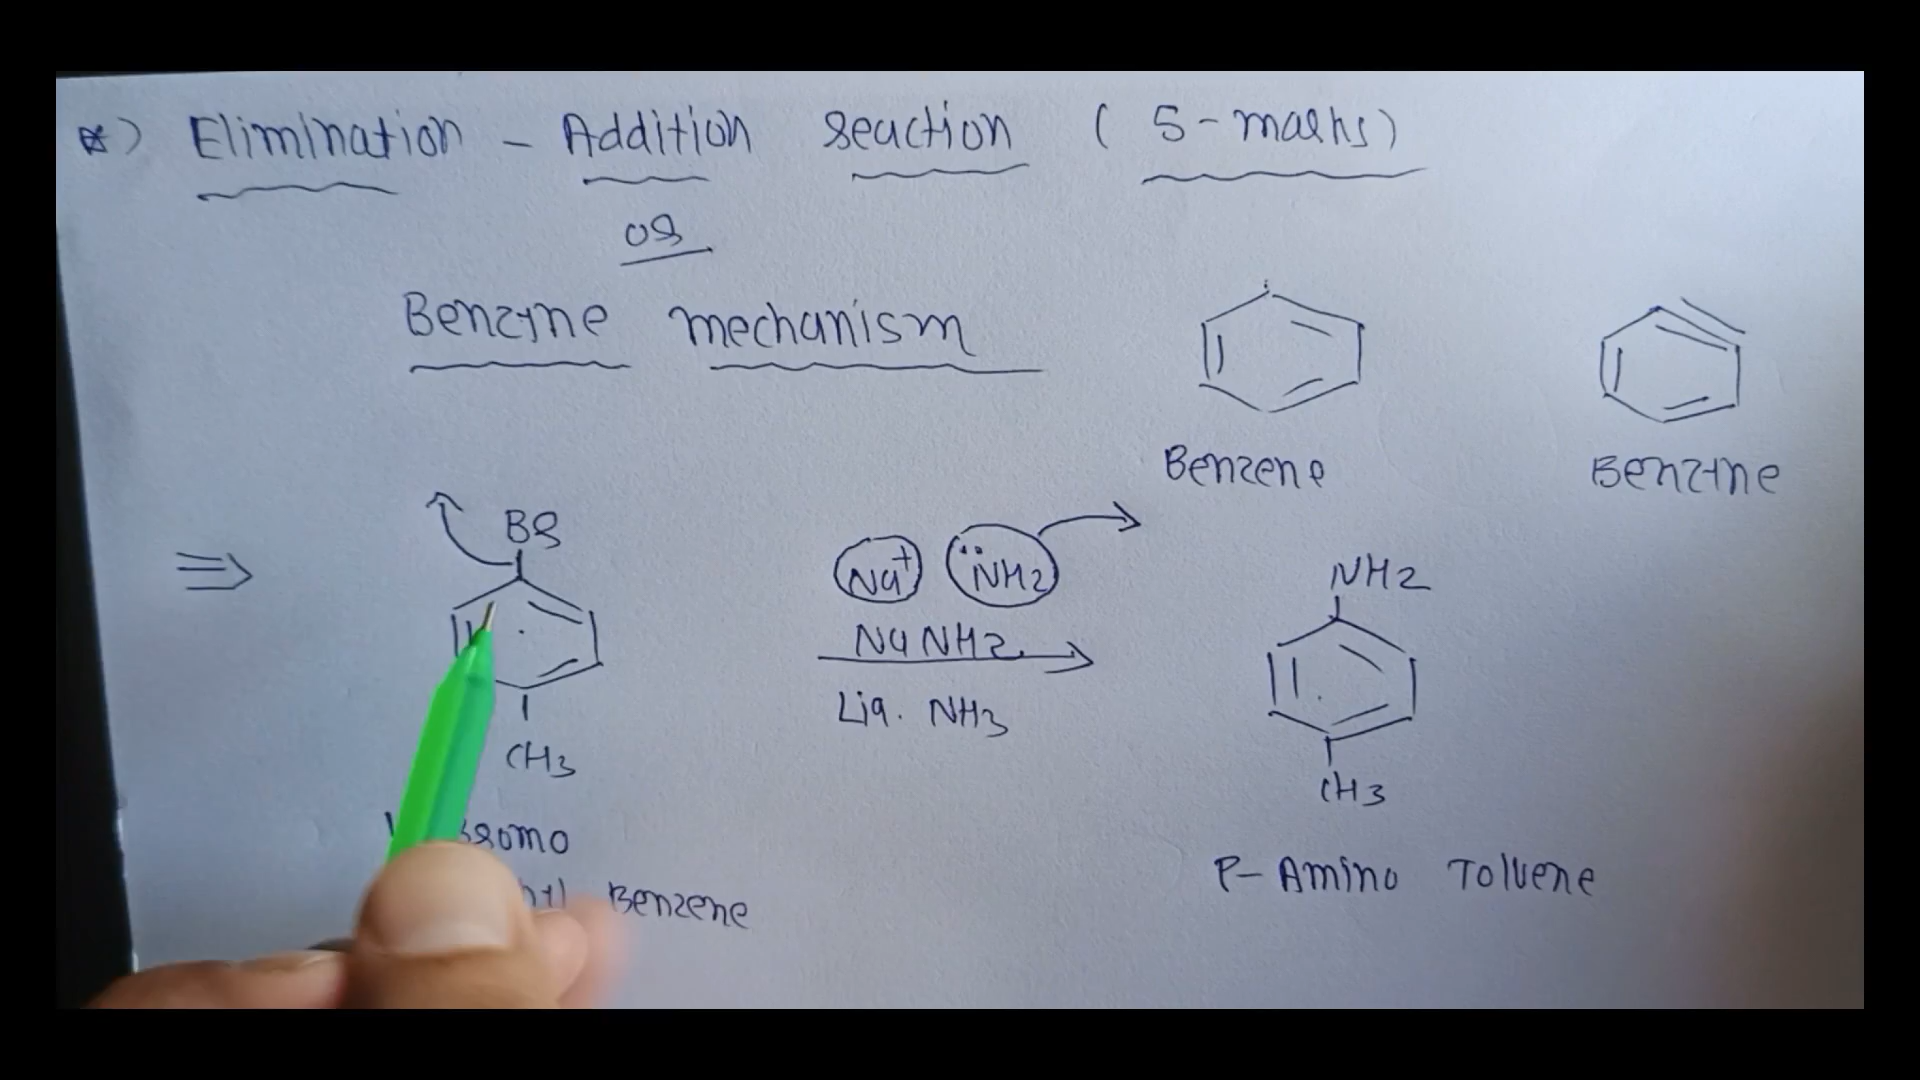 *) Elimination - Addition reaction ( 5 - marks)
or
Benzyne mechanism
Benzene
Benzyne
⇒
Br
CH3
Na+ :NH2
NaNH2
Liq. NH3
NH2
CH3
Bromo
Benzene
P- Amino Toluene